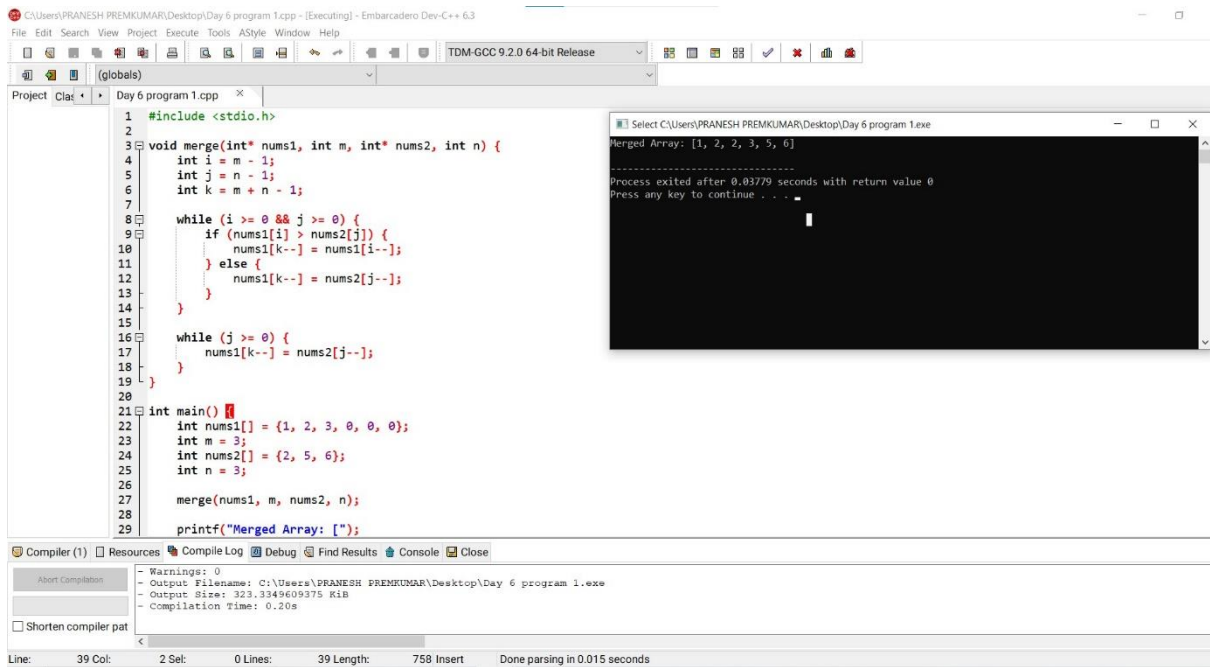 C:\Users\PRANESH PREMKUMAR\Desktop\Day 6 program 1.cpp - [Executing] - Embarcadero Dev-C++ 6.3
File Edit Search View Project Execute Tools AStyle Window Help
TDM-GCC 9.2.0 64-bit Release
(globals)
Project Clas Day 6 program 1.cpp
1 #include <stdio.h>
2
3 void merge(int* nums1, int m, int* nums2, int n) {
4 int i = m - 1;
5 int j = n - 1;
6 int k = m + n - 1;
7
8 while (i >= 0 && j >= 0) {
9 if (nums1[i] > nums2[j]) {
10 nums1[k--] = nums1[i--];
11 } else {
12 nums1[k--] = nums2[j--];
13 }
14 }
15
16 while (j >= 0) {
17 nums1[k--] = nums2[j--];
18 }
19 }
20
21 int main() {
22 int nums1[] = {1, 2, 3, 0, 0, 0};
23 int m = 3;
24 int nums2[] = {2, 5, 6};
25 int n = 3;
26
27 merge(nums1, m, nums2, n);
28
29 printf("Merged Array: [");
Select C:\Users\PRANESH PREMKUMAR\Desktop\Day 6 program 1.exe
Merged Array: [1, 2, 2, 3, 5, 6]
--------------------------------
Process exited after 0.03779 seconds with return value 0
Press any key to continue . . .
Compiler (1) Resources Compile Log Debug Find Results Console Close
Abort Compilation
Shorten compiler pat
- Warnings: 0
- Output Filename: C:\Users\PRANESH PREMKUMAR\Desktop\Day 6 program 1.exe
- Output Size: 323.3349609375 KiB
- Compilation Time: 0.20s
Line: 39 Col: 2 Sel: 0 Lines: 39 Length: 758 Insert Done parsing in 0.015 seconds